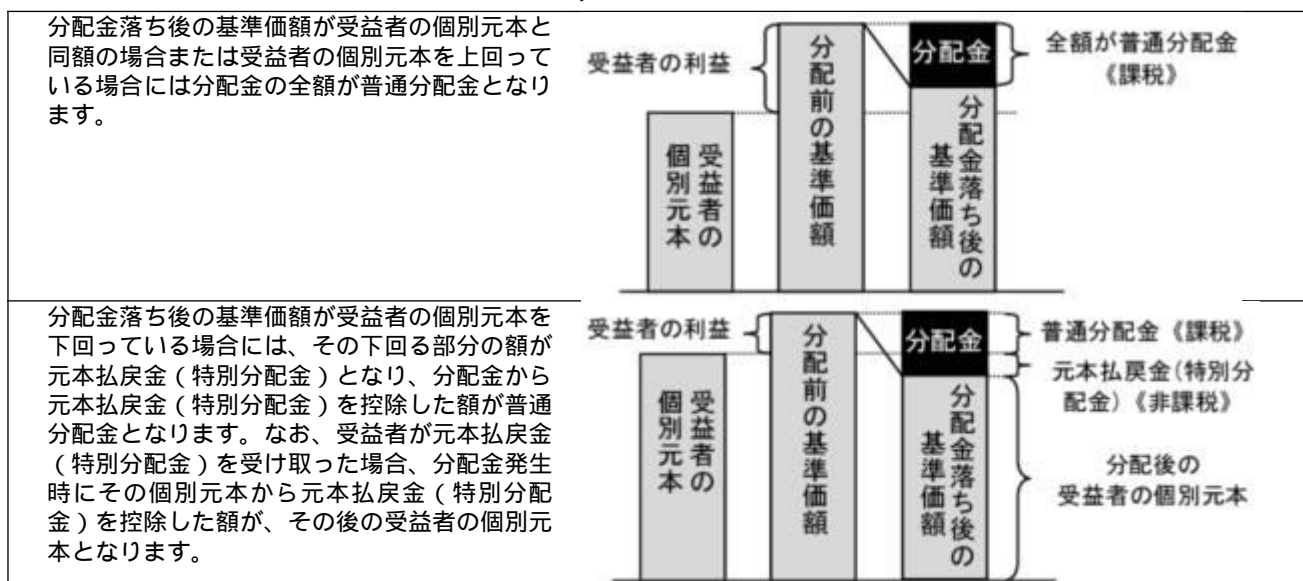 分配金落ち後の基準価額が受益者の個別元本と
同額の場合または受益者の個別元本を上回って
いる場合には分配金の全額が普通分配金となり
ます。
受益者の利益
受益者の
個別元本
分配前の基準価額
分配金
分配金落ち後の
基準価額
全額が普通分配金
《課税》
分配金落ち後の基準価額が受益者の個別元本を
下回っている場合には、その下回る部分の額が
元本払戻金(特別分配金)となり、分配金から
元本払戻金(特別分配金)を控除した額が普通
分配金となります。なお、受益者が元本払戻金
(特別分配金)を受け取った場合、分配金発生
時にその個別元本から元本払戻金(特別分配
金)を控除した額が、その後の受益者の個別元
本となります。
受益者の利益
受益者の
個別元本
分配前の基準価額
分配金
分配金落ち後の
基準価額
普通分配金《課税》
元本払戻金(特別分
配金)《非課税》
分配後の
受益者の個別元本